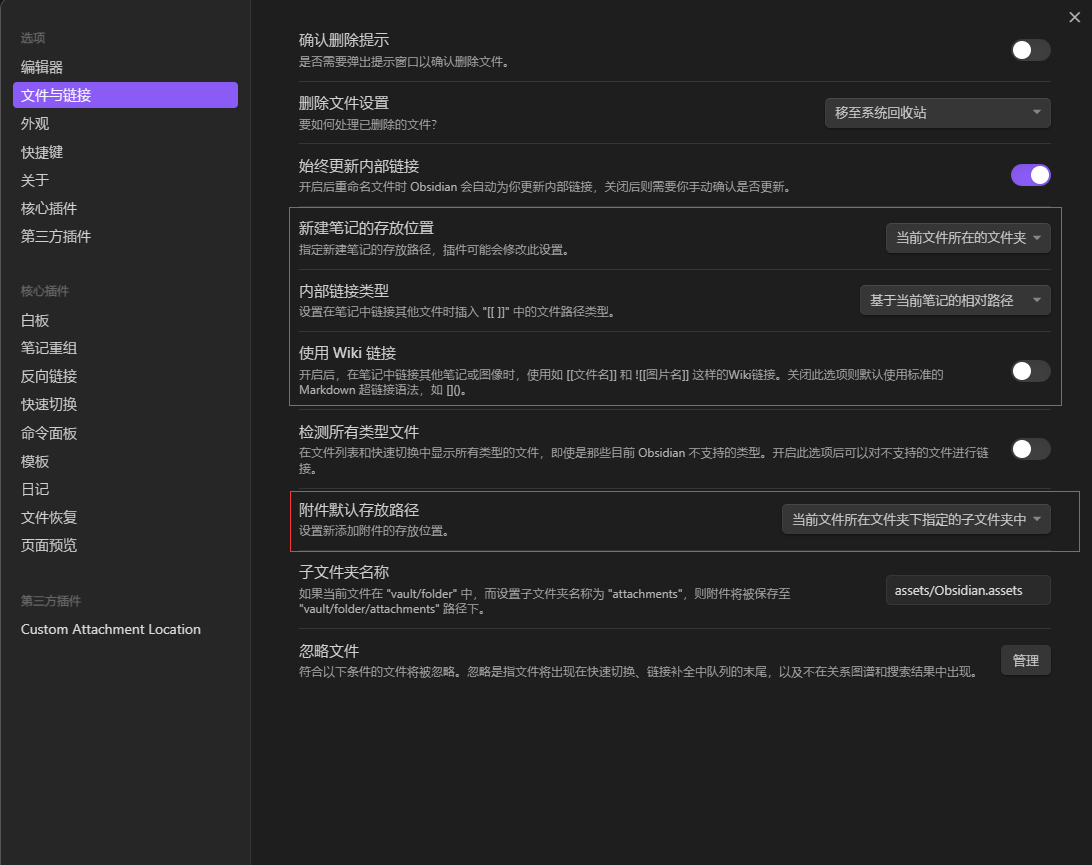 选项
编辑器
文件与链接
外观
快捷键
关于
核心插件
第三方插件
核心插件
白板
笔记重组
反向链接
快速切换
命令面板
模板
日记
文件恢复
页面预览
第三方插件
Custom Attachment Location
确认删除提示
是否需要弹出提示窗口以确认删除文件。
删除文件设置
要如何处理已删除的文件?
移至系统回收站
始终更新内部链接
开启后重命名文件时 Obsidian 会自动为你更新内部链接，关闭后则需要你手动确认是否更新。
新建笔记的存放位置
指定新建笔记的存放路径，插件可能会修改此设置。
当前文件所在的文件夹
内部链接类型
设置在笔记中链接其他文件时插入 "[[ ]]" 中的文件路径类型。
基于当前笔记的相对路径
使用 Wiki 链接
开启后，在笔记中链接其他笔记或图像时，使用如 [[文件名]] 和 ![[图片名]] 这样的Wiki链接。关闭此选项则默认使用标准的
Markdown 超链接语法，如 []()。
检测所有类型文件
在文件列表和快速切换中显示所有类型的文件，即使是那些目前 Obsidian 不支持的类型。开启此选项后可以对不支持的文件进行链
接。
附件默认存放路径
设置新添加附件的存放位置。
当前文件所在文件夹下指定的子文件夹中
子文件夹名称
如果当前文件在 "vault/folder" 中，而设置子文件夹名称为 "attachments"，则附件将被保存至
"vault/folder/attachments" 路径下。
assets/Obsidian.assets
忽略文件
符合以下条件的文件将被忽略。忽略是指文件将出现在快速切换、链接补全中队列的末尾，以及不在关系图谱和搜索结果中出现。
管理